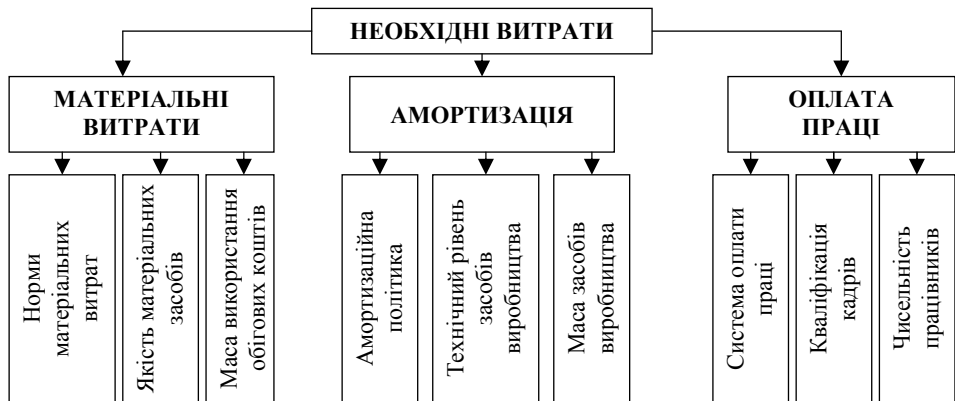 НЕОБХІДНІ ВИТРАТИ
МАТЕРІАЛЬНІ
ВИТРАТИ
АМОРТИЗАЦІЯ
ОПЛАТА
ПРАЦІ
Норми
матеріальних
витрат
Якість матеріальних
засобів
Маса використання
обігових коштів
Амортизаційна
політика
Технічний рівень
засобів
виробництва
Маса засобів
виробництва
Система оплати
праці
Кваліфікація
кадрів
Чисельність
працівників